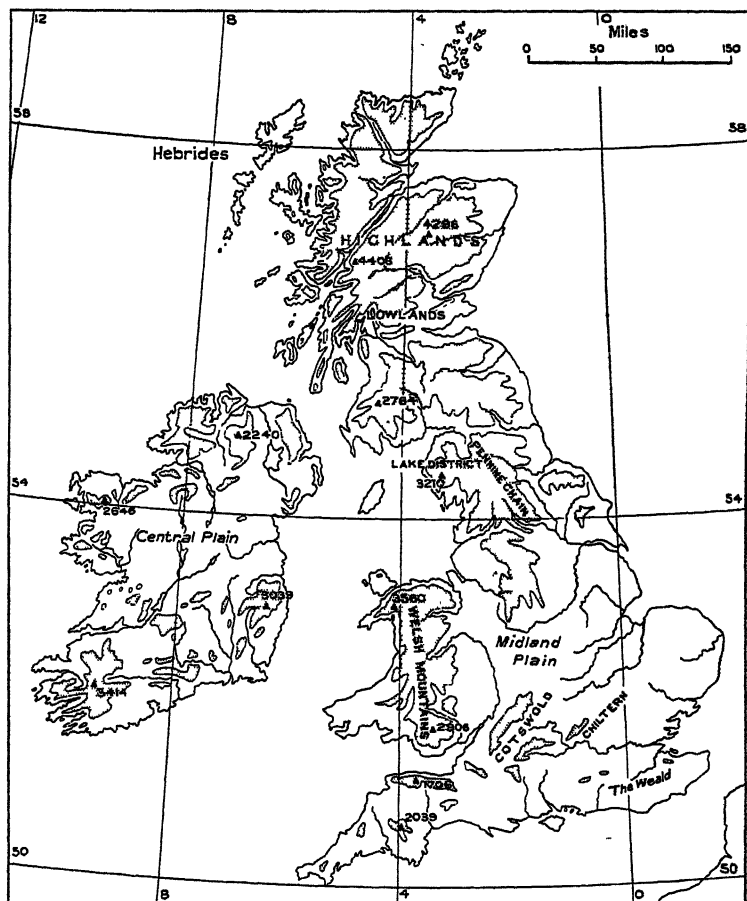 12
8
4
0
Miles
0 50 100 150
58
58
Hebrides
4286
HIGHLANDS
4406
LOWLANDS
2764
2240
LAKE DISTRICT
PENNINE CHAIN
3210
54
54
2646
Central Plain
3039
3560
WELSH MOUNTAINS
Midland
Plain
3414
2906
COTSWOLD
CHILTERN
The Weald
1706
2039
50
50
8
4
0